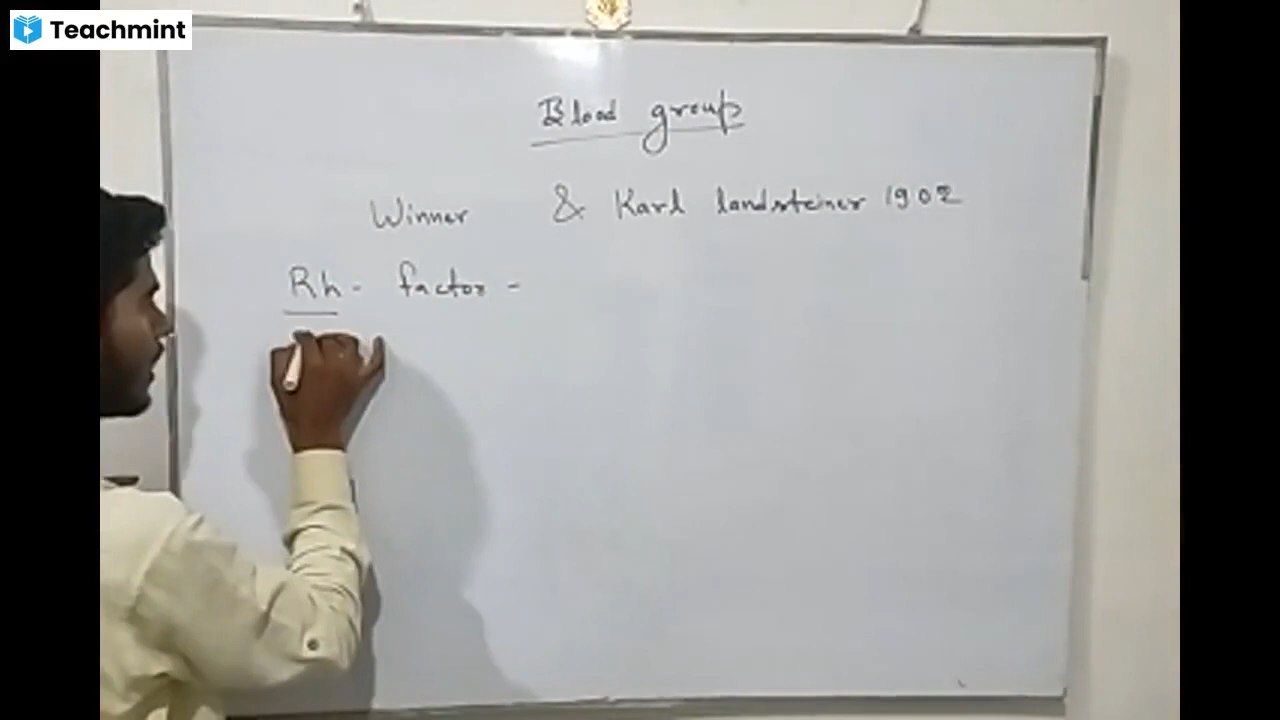 Teachmint
Blood group
Winner & Karl landsteiner 1902
Rh - factor -